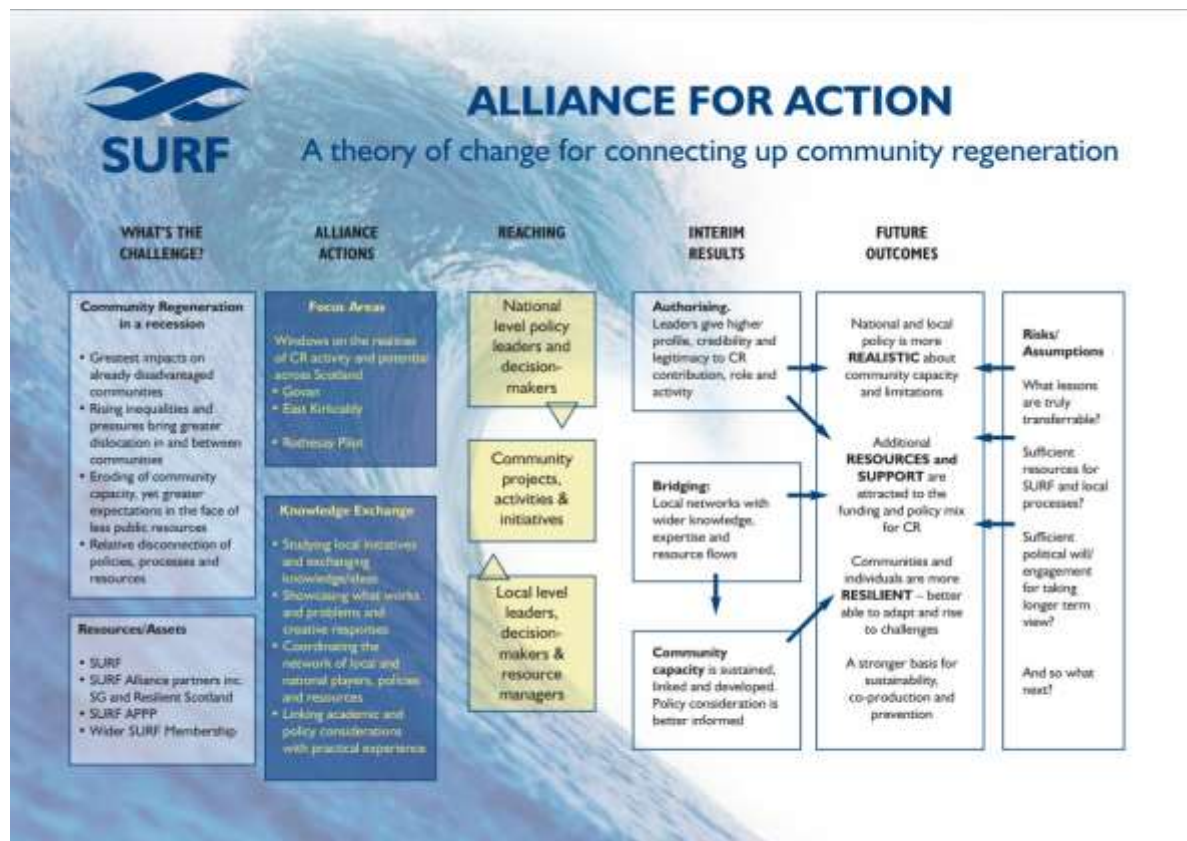 SURF
ALLIANCE FOR ACTION
A theory of change for connecting up community regeneration
WHAT'S THE
CHALLENGE?
ALLIANCE
ACTIONS
REACHING
INTERIM
RESULTS
FUTURE
OUTCOMES
Community Regeneration
in a recession
• Greatest impacts on
already disadvantaged
communities
• Rising inequalities and
pressures bring greater
dislocation in and between
communities
• Eroding of community
capacity, yet greater
expectations in the face of
less public resources
• Relative disconnection of
policies, processes and
resources
Resources/Assets
• SURF
• SURF Alliance partners inc.
SG and Resilient Scotland
• SURF APPP
• Wider SURF Membership
Focus Areas
Windows on the realities
of CR activity and potential
across Scotland
• Govan
• East Kirkcaldy
• Rothesay Pilot
Knowledge Exchange
• Studying local initiatives
and exchanging
knowledge/ideas
• Showcasing what works
and problems and
creative responses
• Coordinating the
network of local and
national players, policies
and resources
• Linking academic and
policy considerations
with practical experience
National
level policy
leaders and
decision-
makers
Community
projects,
activities &
initiatives
Local level
leaders,
decision-
makers &
resource
managers
Authorising.
Leaders give higher
profile, credibility and
legitimacy to CR
contribution, role and
activity
Bridging:
Local networks with
wider knowledge,
expertise and
resource flows
Community
capacity is sustained,
linked and developed.
Policy consideration is
better informed
National and local
policy is more
REALISTIC about
community capacity
and limitations
Additional
RESOURCES and
SUPPORT are
attracted to the
funding and policy mix
for CR
Communities and
individuals are more
RESILIENT – better
able to adapt and rise
to challenges
A stronger basis for
sustainability,
co-production and
prevention
Risks/
Assumptions
What lessons
are truly
transferrable?
Sufficient
resources for
SURF and local
processes?
Sufficient
political will/
engagement
for taking
longer term
view?
And so what
next?